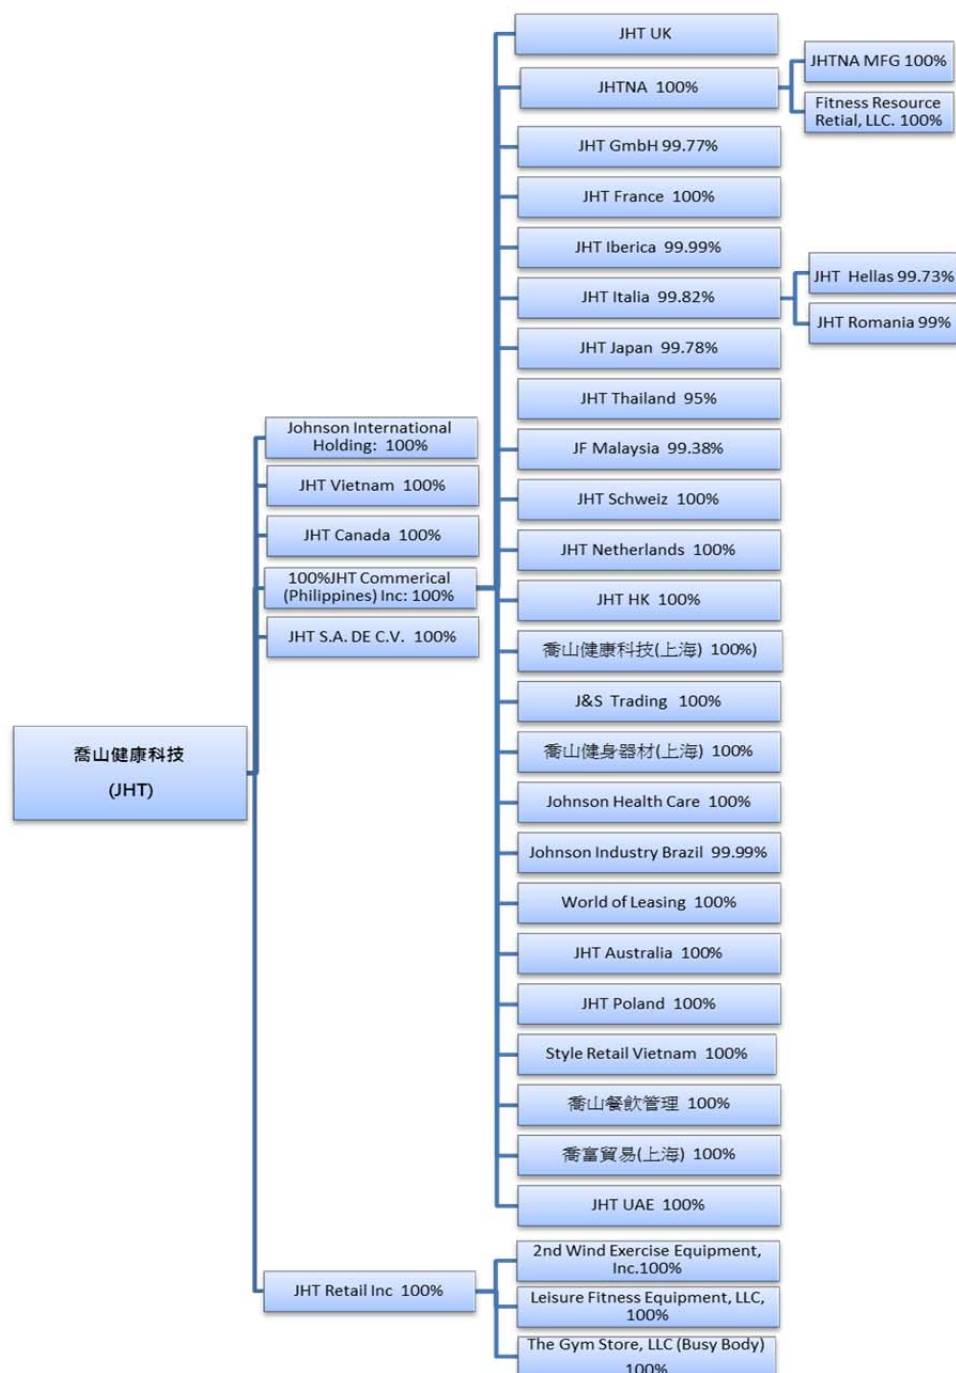 喬山健康科技
(JHT)
Johnson International
Holding: 100%
JHT Vietnam 100%
JHT Canada 100%
100%JHT Commerical
(Philippines) Inc: 100%
JHT S.A. DE C.V. 100%
JHT Retail Inc 100%
JHT UK
JHTNA 100%
JHT GmbH 99.77%
JHT France 100%
JHT Iberica 99.99%
JHT Italia 99.82%
JHT Japan 99.78%
JHT Thailand 95%
JF Malaysia 99.38%
JHT Schweiz 100%
JHT Netherlands 100%
JHT HK 100%
喬山健康科技(上海) 100%)
J&S Trading 100%
喬山健身器材(上海) 100%
Johnson Health Care 100%
Johnson Industry Brazil 99.99%
World of Leasing 100%
JHT Australia 100%
JHT Poland 100%
Style Retail Vietnam 100%
喬山餐飲管理 100%
喬富貿易(上海) 100%
JHT UAE 100%
2nd Wind Exercise Equipment,
Inc.100%
Leisure Fitness Equipment, LLC,
100%
The Gym Store, LLC (Busy Body)
100%
JHTNA MFG 100%
Fitness Resource
Retial, LLC. 100%
JHT Hellas 99.73%
JHT Romania 99%